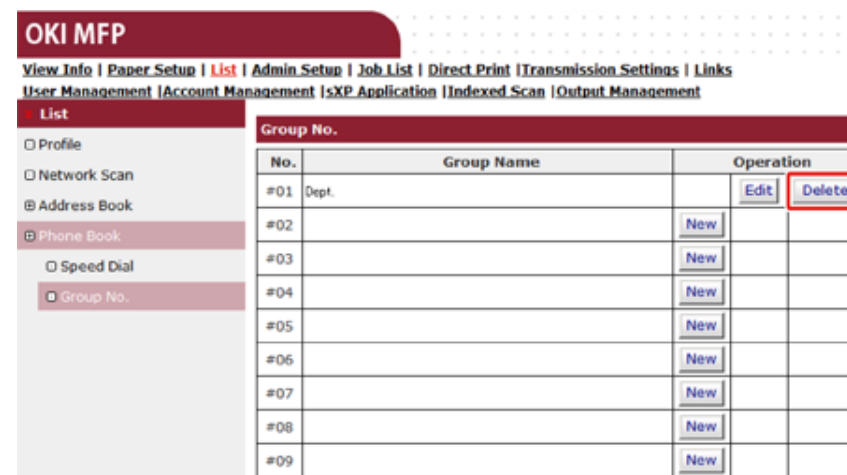 OKI MFP
View Info | Paper Setup | List | Admin Setup | Job List | Direct Print |Transmission Settings | Links
User Management |Account Management |sXP Application |Indexed Scan |Output Management
List
Profile
Network Scan
Address Book
Phone Book
Speed Dial
Group No.
Group No.
No. Group Name Operation
#01 Dept. Edit Delete
#02 New
#03 New
#04 New
#05 New
#06 New
#07 New
#08 New
#09 New